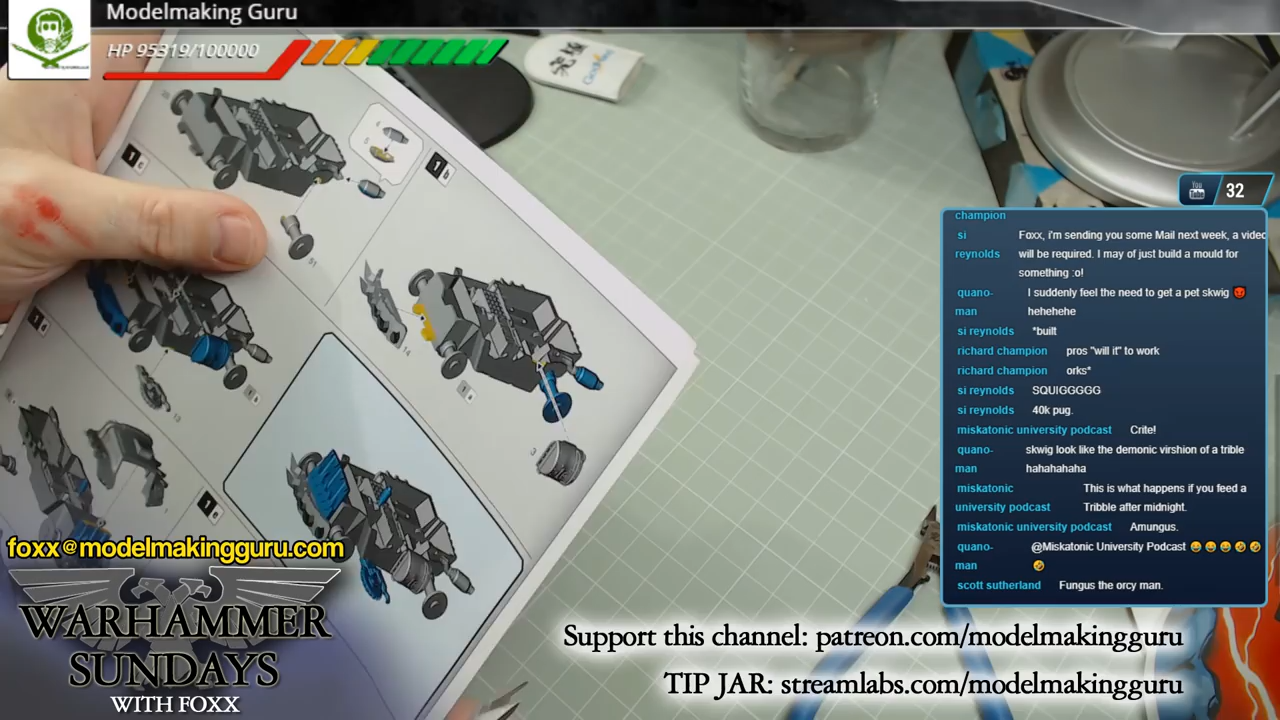 Modelmaking Guru
HP 95319/100000
32
champion
si Foxx, i'm sending you some Mail next week, a video
reynolds will be required. I may of just build a mould for
something :o!
quano- I suddenly feel the need to get a pet skwig 😈
man hehehehe
si reynolds *built
richard champion pros "will it" to work
richard champion orks*
si reynolds SQUIGGGGG
si reynolds 40k pug.
miskatonic university podcast Crite!
quano- skwig look like the demonic virshion of a trible
man hahahahaha
miskatonic This is what happens if you feed a
university podcast Tribble after midnight.
miskatonic university podcast Amungus.
quano- @Miskatonic University Podcast 😂😂😂🤣🤣
man 🤣
scott sutherland Fungus the orcy man.
foxx@modelmakingguru.com
WARHAMMER
SUNDAYS
WITH FOXX
Support this channel: patreon.com/modelmakingguru
TIP JAR: streamlabs.com/modelmakingguru